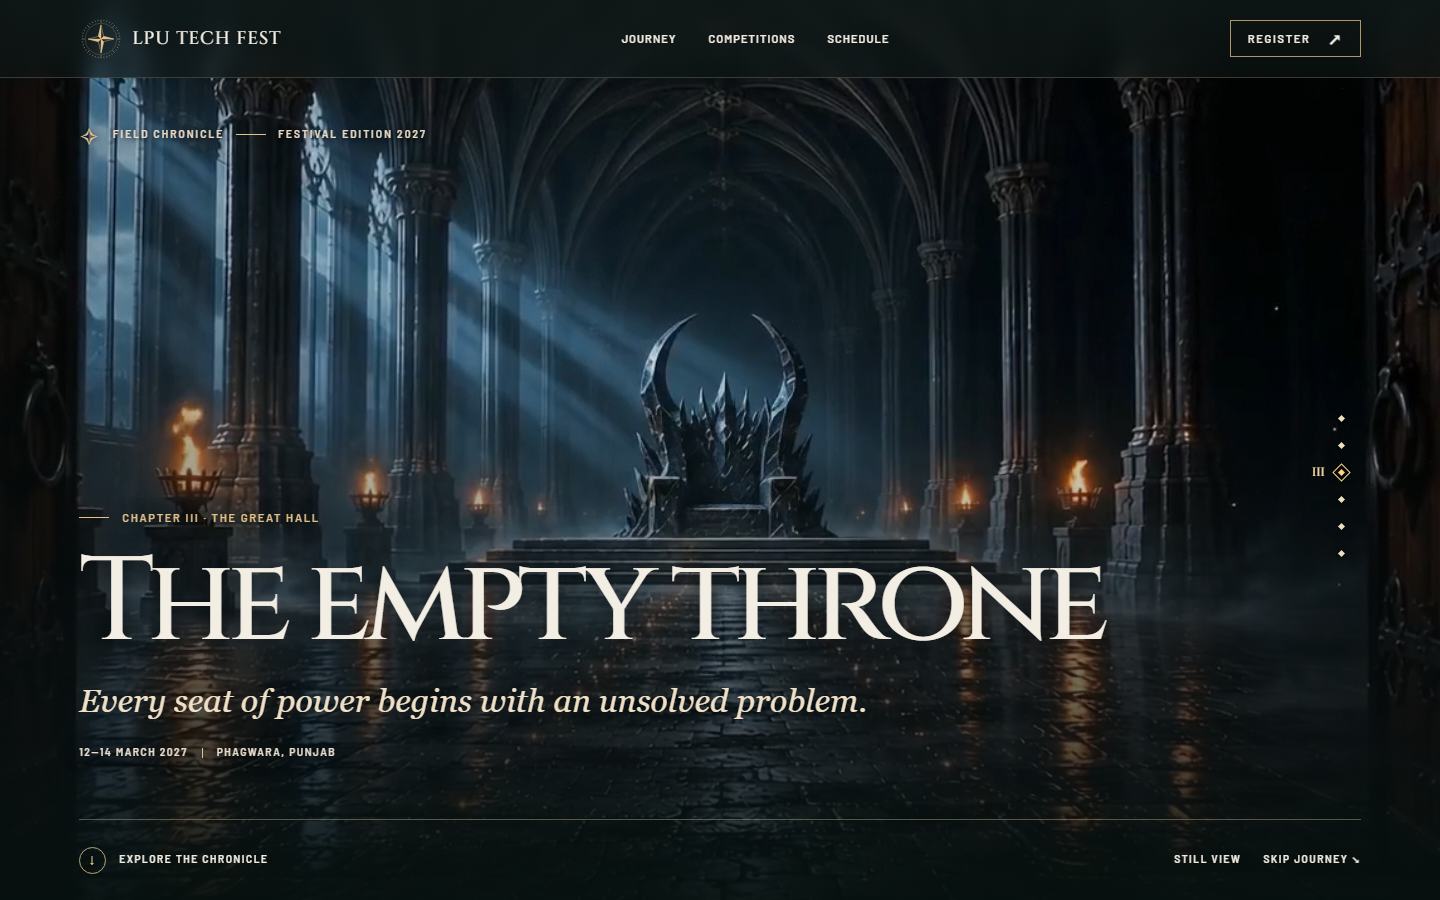 LPU TECH FEST
JOURNEY COMPETITIONS SCHEDULE
REGISTER ↗
FIELD CHRONICLE — FESTIVAL EDITION 2027
III
CHAPTER III · THE GREAT HALL
THE EMPTY THRONE
Every seat of power begins with an unsolved problem.
12–14 MARCH 2027 | PHAGWARA, PUNJAB
↓ EXPLORE THE CHRONICLE
STILL VIEW SKIP JOURNEY ↘